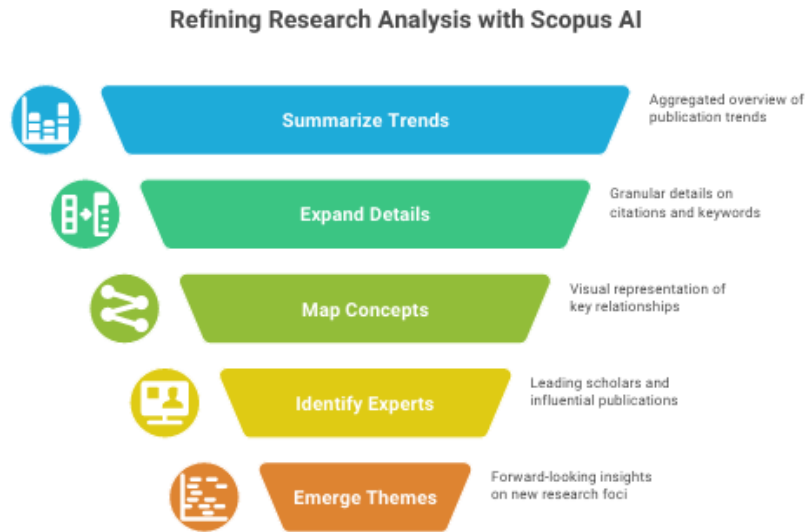 Refining Research Analysis with Scopus AI
Summarize Trends
Aggregated overview of
publication trends
Expand Details
Granular details on
citations and keywords
Map Concepts
Visual representation of
key relationships
Identify Experts
Leading scholars and
influential publications
Emerge Themes
Forward-looking insights
on new research foci